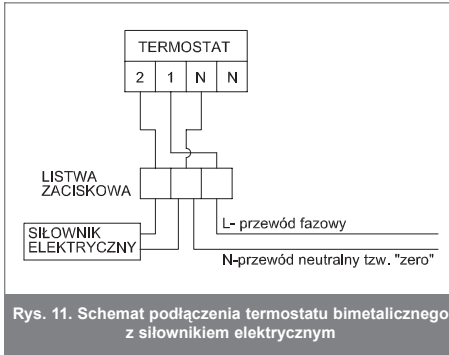 TERMOSTAT
2 1 N N
LISTWA
ZACISKOWA
SIŁOWNIK
ELEKTRYCZNY
L- przewód fazowy
N-przewód neutralny tzw. "zero"
Rys. 11. Schemat podłączenia termostatu bimetalicznego
z siłownikiem elektrycznym